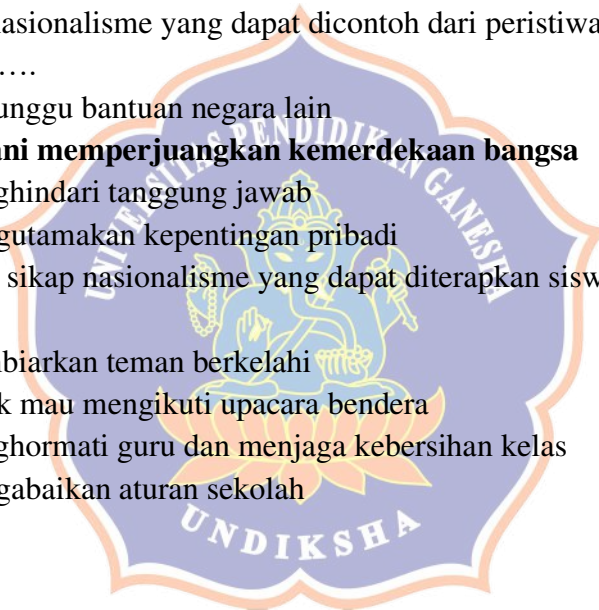 nasionalisme yang dapat dicontoh dari peristiwa
….
unggu bantuan negara lain
ani memperjuangkan kemerdekaan bangsa
ghindari tanggung jawab
gutamakan kepentingan pribadi
sikap nasionalisme yang dapat diterapkan sisw
biarkan teman berkelahi
k mau mengikuti upacara bendera
ghormati guru dan menjaga kebersihan kelas
gabaikan aturan sekolah
UNIVERSITAS PENDIDIKAN GANESHA
UNDIKSHA